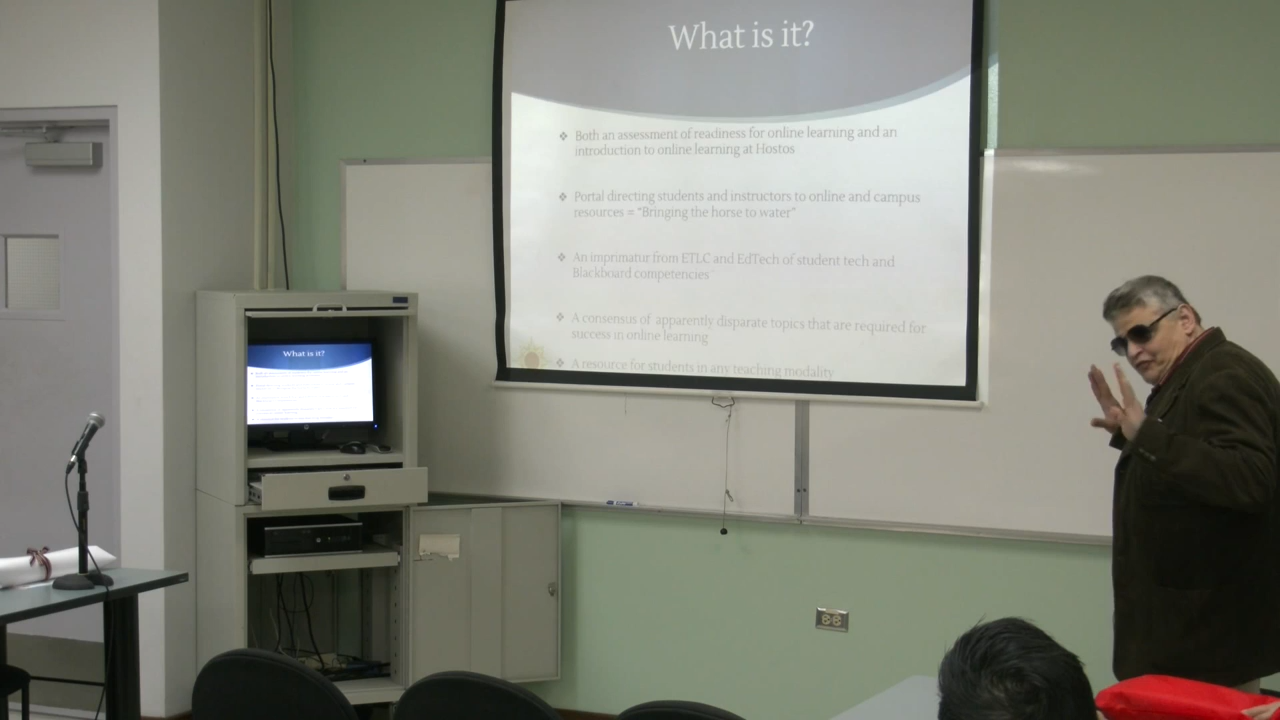 What is it?
❖ Both an assessment of readiness for online learning and an
introduction to online learning at Hostos
❖ Portal directing students and instructors to online and campus
resources = “Bringing the horse to water”
❖ An imprimatur from ETLC and EdTech of student tech and
Blackboard competencies
❖ A consensus of apparently disparate topics that are required for
success in online learning
❖ A resource for students in any teaching modality
What is it?